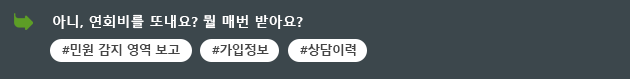 아니, 연회비를 또내요? 뭘 매번 받아요?
#민원 감지 영역 보고 #가입정보 #상담이력